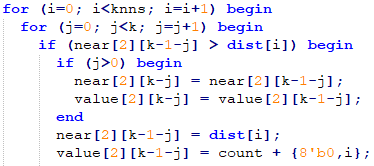 for (i=0; i<knns; i=i+1) begin
for (j=0; j<k; j=j+1) begin
if (near[2][k-1-j] > dist[i]) begin
if (j>0) begin
near[2][k-j] = near[2][k-1-j];
value[2][k-j] = value[2][k-1-j];
end
near[2][k-1-j] = dist[i];
value[2][k-1-j] = count + {8'b0,i};